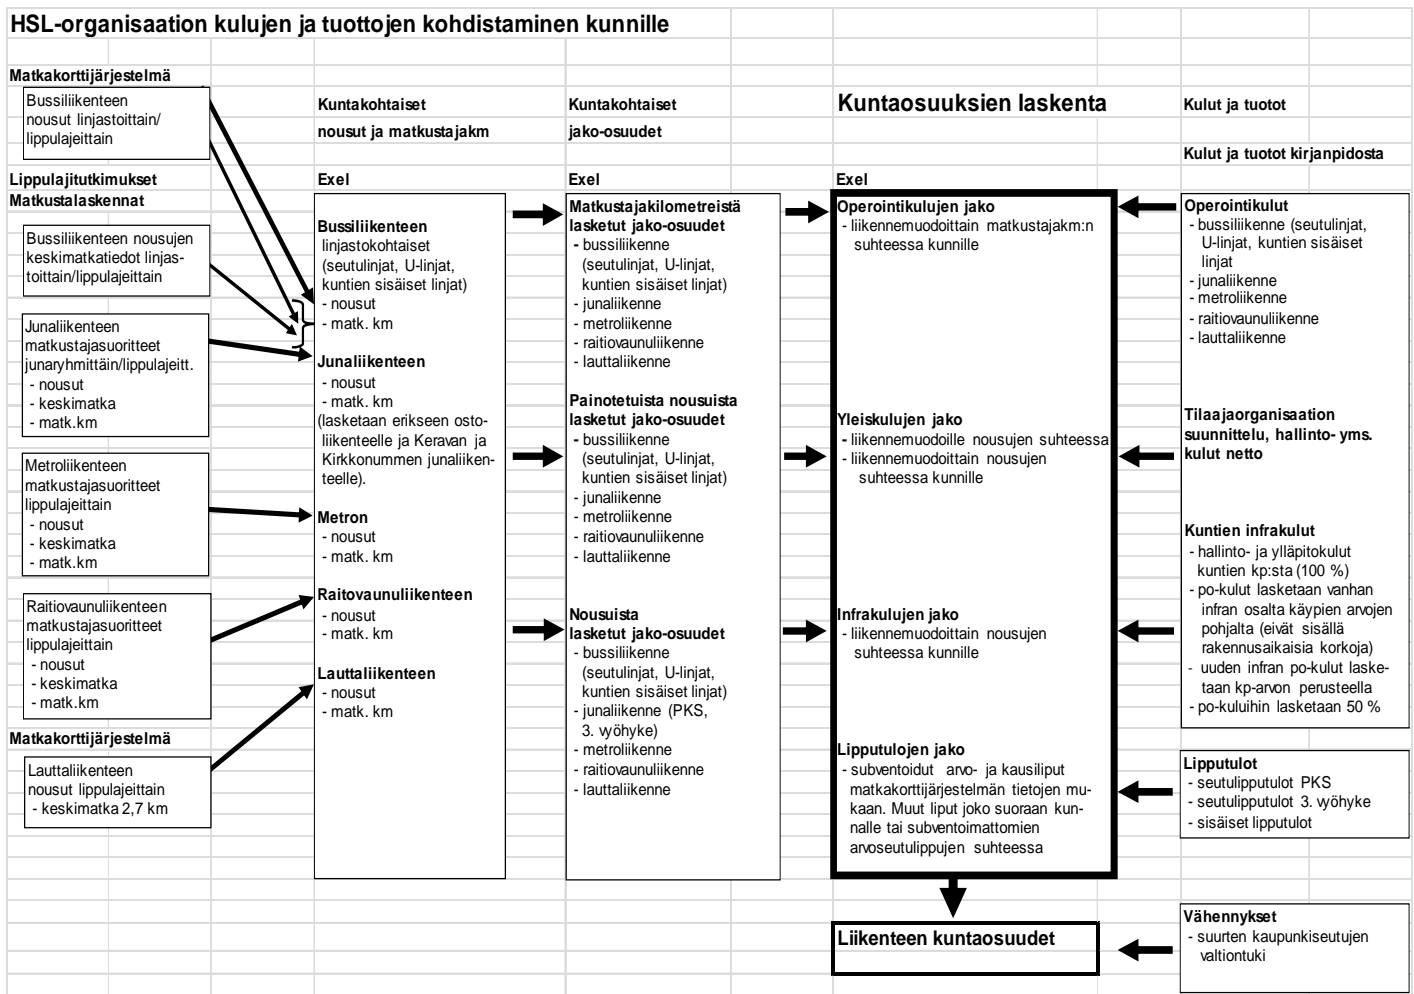 HSL-organisaation kulujen ja tuottojen kohdistaminen kunnille
Matkakorttijärjestelmä
Bussiliikenteen
nousut linjastoittain/
lippulajeittain
Lippulajitutkimukset
Matkustalaskennat
Bussiliikenteen nousujen
keskimatkatiedot linjas-
toittain/lippulajeittain
Junaliikenteen
matkustajasuoritteet
junaryhmittäin/lippulajeitt.
- nousut
- keskimatka
- matk.km
Metroliikenteen
matkustajasuoritteet
lippulajeittain
- nousut
- keskimatka
- matk.km
Raitiovaunuliikenteen
matkustajasuoritteet
lippulajeittain
- nousut
- keskimatka
- matk.km
Matkakorttijärjestelmä
Lauttaliikenteen
nousut lippulajeittain
- keskimatka 2,7 km
Kuntakohtaiset
nousut ja matkustajakm
Exel
Bussiliikenteen
linjastokohtaiset
(seutulinjat, U-linjat,
kuntien sisäiset linjat)
- nousut
- matk. km
Junaliikenteen
- nousut
- matk. km
(lasketaan erikseen osto-
liikenteelle ja Keravan ja
Kirkkonummen junaliiken-
teelle).
Metron
- nousut
- matk. km
Raitovaunuliikenteen
- nousut
- matk. km
Lauttaliikenteen
- nousut
- matk. km
Kuntakohtaiset
jako-osuudet
Exel
Matkustajakilometreistä
lasketut jako-osuudet
- bussiliikenne
(seutulinjat, U-linjat,
kuntien sisäiset linjat)
- junaliikenne
- metroliikenne
- raitiovaunuliikenne
- lauttaliikenne
Painotetuista nousuista
lasketut jako-osuudet
- bussiliikenne
(seutulinjat, U-linjat,
kuntien sisäiset linjat)
- junaliikenne
- metroliikenne
- raitiovaunuliikenne
- lauttaliikenne
Nousuista
lasketut jako-osuudet
- bussiliikenne
(seutulinjat, U-linjat,
kuntien sisäiset linjat)
- junaliikenne (PKS,
3. vyöhyke)
- metroliikenne
- raitiovaunuliikenne
- lauttaliikenne
Kuntaosuuksien laskenta
Exel
Operointikulujen jako
- liikennemuodoittain matkustajakm:n
suhteessa kunnille
Yleiskulujen jako
- liikennemuodoille nousujen suhteessa
- liikennemuodoittain nousujen
suhteessa kunnille
Infrakulujen jako
- liikennemuodoittain nousujen
suhteessa kunnille
Lipputulojen jako
- subventoidut arvo- ja kausiliput
matkakorttijärjestelmän tietojen mu-
kaan. Muut liput joko suoraan kun-
nalle tai subventoimattomien
arvoseutulippujen suhteessa
Liikenteen kuntaosuudet
Kulut ja tuotot
Kulut ja tuotot kirjanpidosta
Operointikulut
- bussiliikenne (seutulinjat,
U-linjat, kuntien sisäiset
linjat
- junaliikenne
- metroliikenne
- raitiovaunuliikenne
- lauttaliikenne
Tilaajaorganisaation
suunnittelu, hallinto- yms.
kulut netto
Kuntien infrakulut
- hallinto- ja ylläpitokulut
kuntien kp:sta (100 %)
- po-kulut lasketaan vanhan
infran osalta käypien arvojen
pohjalta (eivät sisällä
rakennusaikaisia korkoja)
- uuden infran po-kulut laske-
taan kp-arvon perusteella
- po-kuluihin lasketaan 50 %
Lipputulot
- seutulipputulot PKS
- seutulipputulot 3. vyöhyke
- sisäiset lipputulot
Vähennykset
- suurten kaupunkiseutujen
valtiontuki